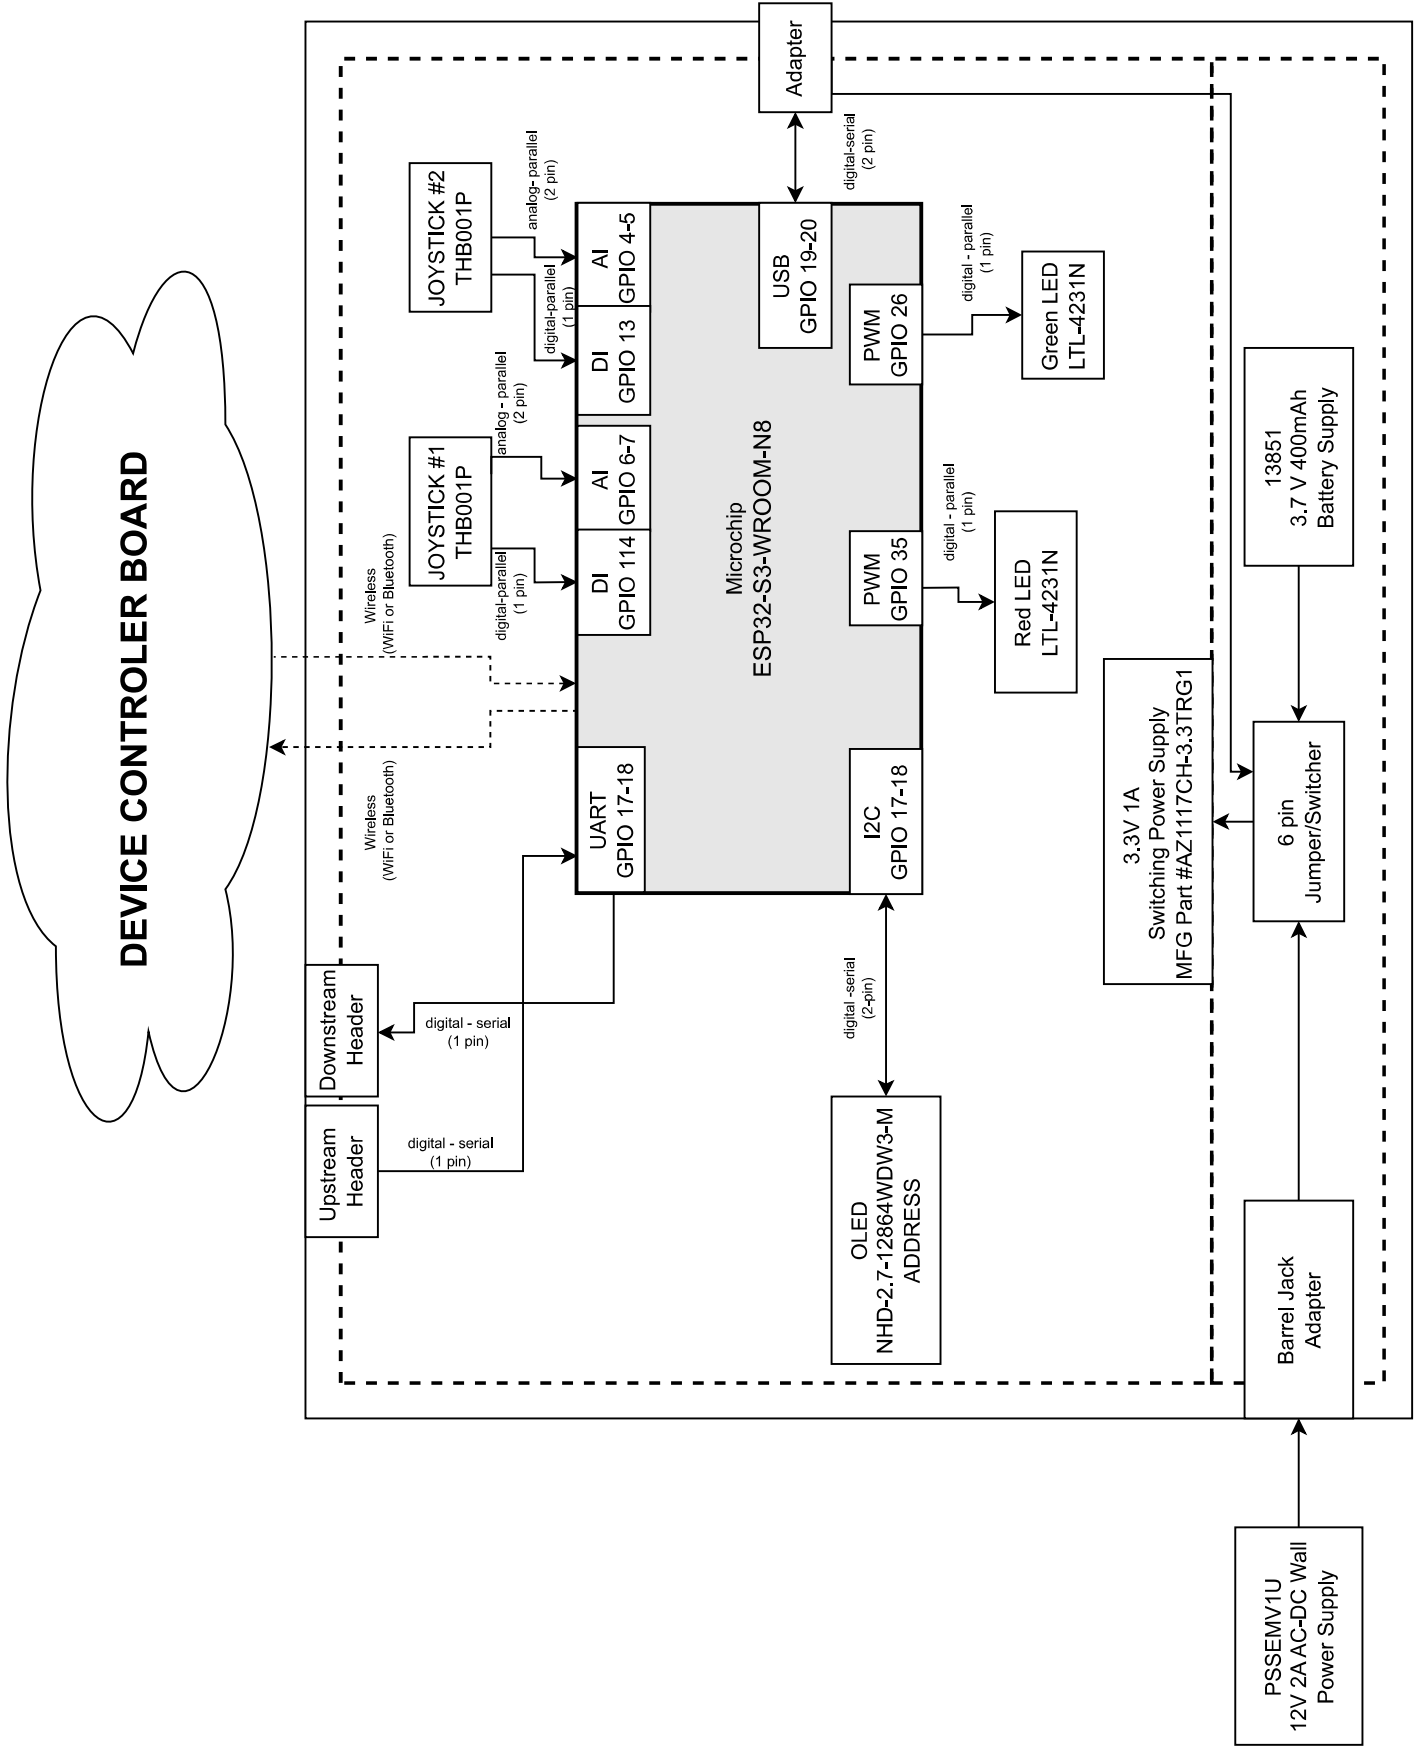 DEVICE CONTROLER BOARD
Upstream
Header
Downstream
Header
digital - serial
(1 pin)
digital - serial
(1 pin)
Wireless
(WiFi or Bluetooth)
Wireless
(WiFi or Bluetooth)
JOYSTICK #1
THB001P
JOYSTICK #2
THB001P
digital-parallel
(1 pin)
analog - parallel
(2 pin)
digital-parallel
(1 pin)
analog- parallel
(2 pin)
UART
GPIO 17-18
DI
GPIO 114
AI
GPIO 6-7
DI
GPIO 13
AI
GPIO 4-5
Microchip
ESP32-S3-WROOM-N8
USB
GPIO 19-20
digital-serial
(2 pin)
Adapter
I2C
GPIO 17-18
PWM
GPIO 35
PWM
GPIO 26
digital -serial
(2-pin)
OLED
NHD-2.7-12864WDW3-M
ADDRESS
digital - parallel
(1 pin)
digital - parallel
(1 pin)
Red LED
LTL-4231N
Green LED
LTL-4231N
3.3V 1A
Switching Power Supply
MFG Part #AZ1117CH-3.3TRG1
PSSEMV1U
12V 2A AC-DC Wall
Power Supply
Barrel Jack
Adapter
6 pin
Jumper/Switcher
13851
3.7 V 400mAh
Battery Supply